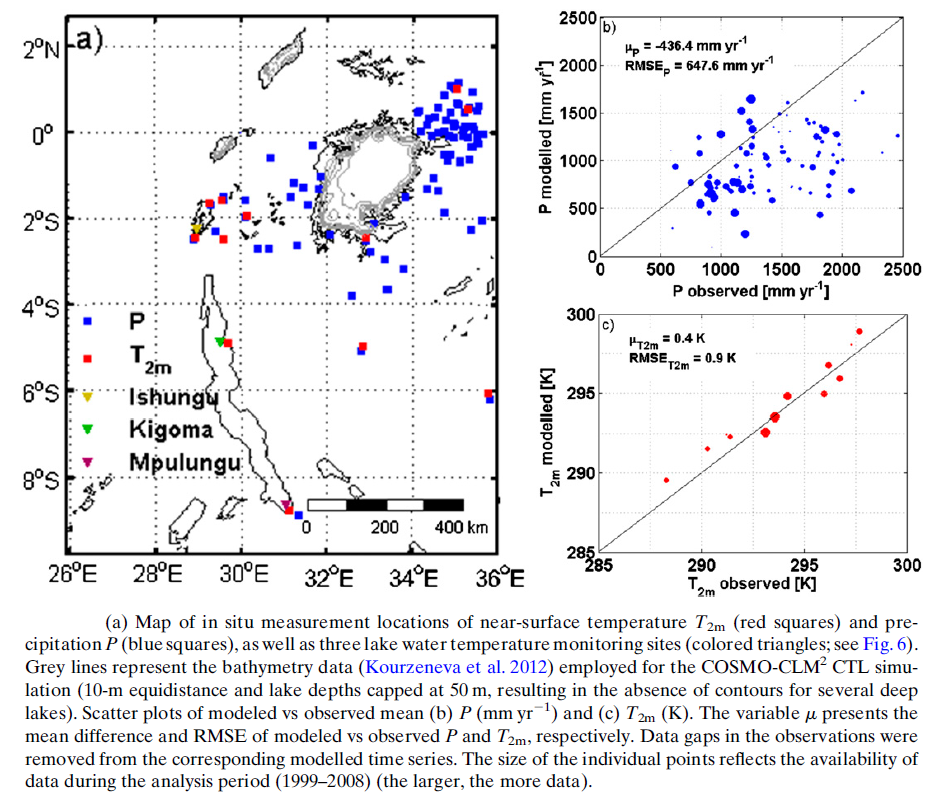 a)
2°N
0°
2°S
4°S
6°S
8°S
P
T2m
Ishungu
Kigoma
Mpulungu
0 200 400 km
26°E 28°E 30°E 32°E 34°E 36°E
b)
μP = -436.4 mm yr-1
RMSEP = 647.6 mm yr-1
P modelled [mm yr-1]
2500
2000
1500
1000
500
0
0 500 1000 1500 2000 2500
P observed [mm yr-1]
c)
μT2m = 0.4 K
RMSET2m = 0.9 K
T2m modelled [K]
300
295
290
285
285 290 295 300
T2m observed [K]
(a) Map of in situ measurement locations of near-surface temperature T2m (red squares) and pre-
cipitation P (blue squares), as well as three lake water temperature monitoring sites (colored triangles; see Fig. 6).
Grey lines represent the bathymetry data (Kourzeneva et al. 2012) employed for the COSMO-CLM2 CTL simu-
lation (10-m equidistance and lake depths capped at 50 m, resulting in the absence of contours for several deep
lakes). Scatter plots of modeled vs observed mean (b) P (mm yr−1) and (c) T2m (K). The variable μ presents the
mean difference and RMSE of modeled vs observed P and T2m, respectively. Data gaps in the observations were
removed from the corresponding modelled time series. The size of the individual points reflects the availability of
data during the analysis period (1999–2008) (the larger, the more data).